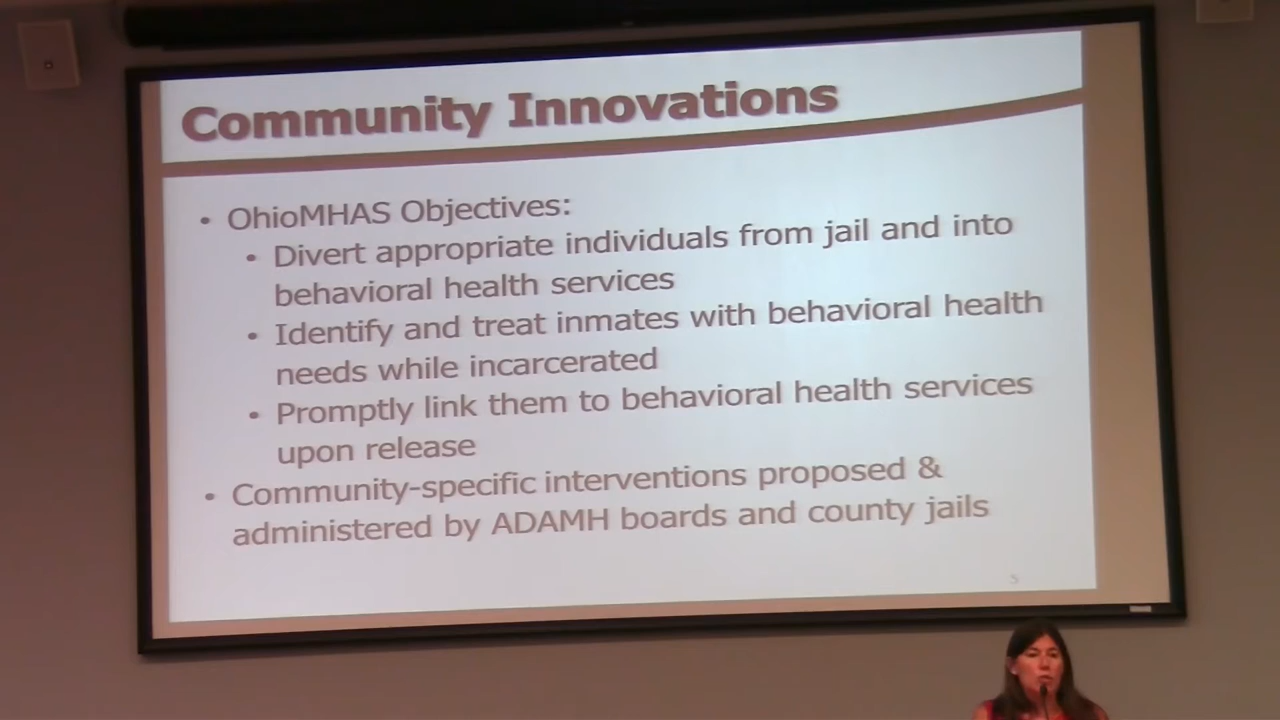 Community Innovations
• OhioMHAS Objectives:
• Divert appropriate individuals from jail and into
behavioral health services
• Identify and treat inmates with behavioral health
needs while incarcerated
• Promptly link them to behavioral health services
upon release
• Community-specific interventions proposed &
administered by ADAMH boards and county jails
5